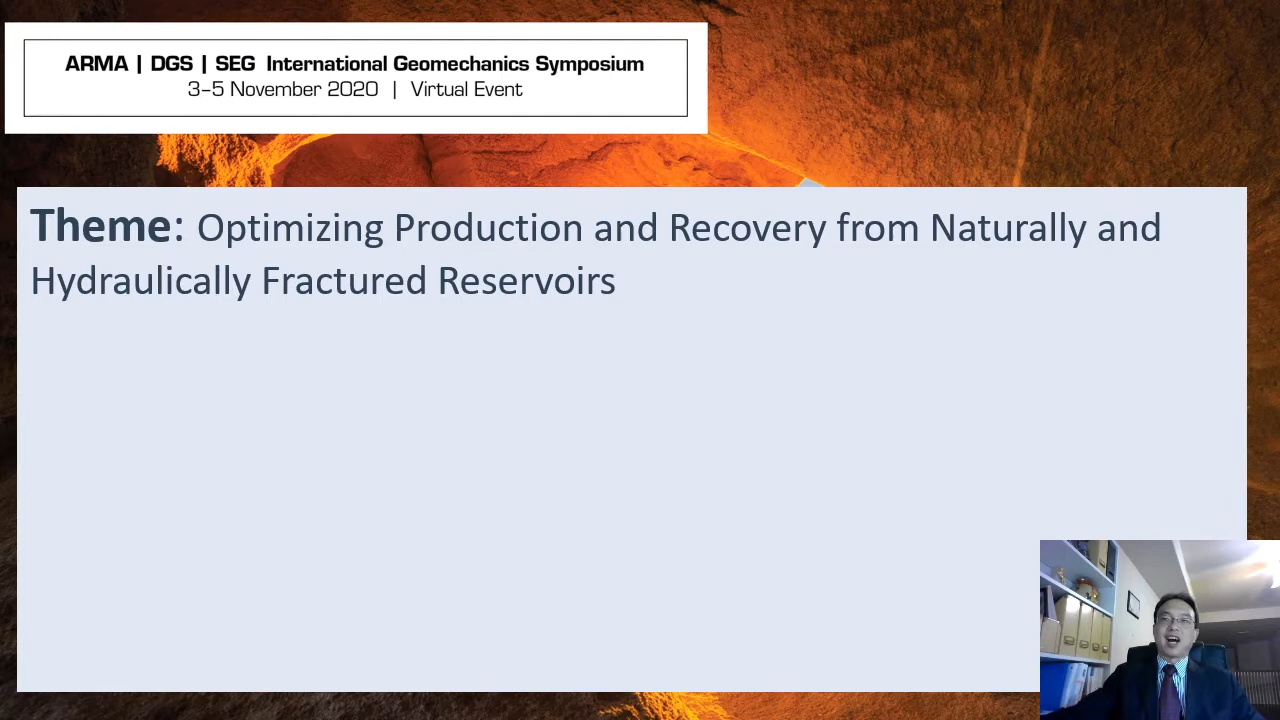 ARMA | DGS | SEG International Geomechanics Symposium
3–5 November 2020 | Virtual Event
Theme: Optimizing Production and Recovery from Naturally and
Hydraulically Fractured Reservoirs